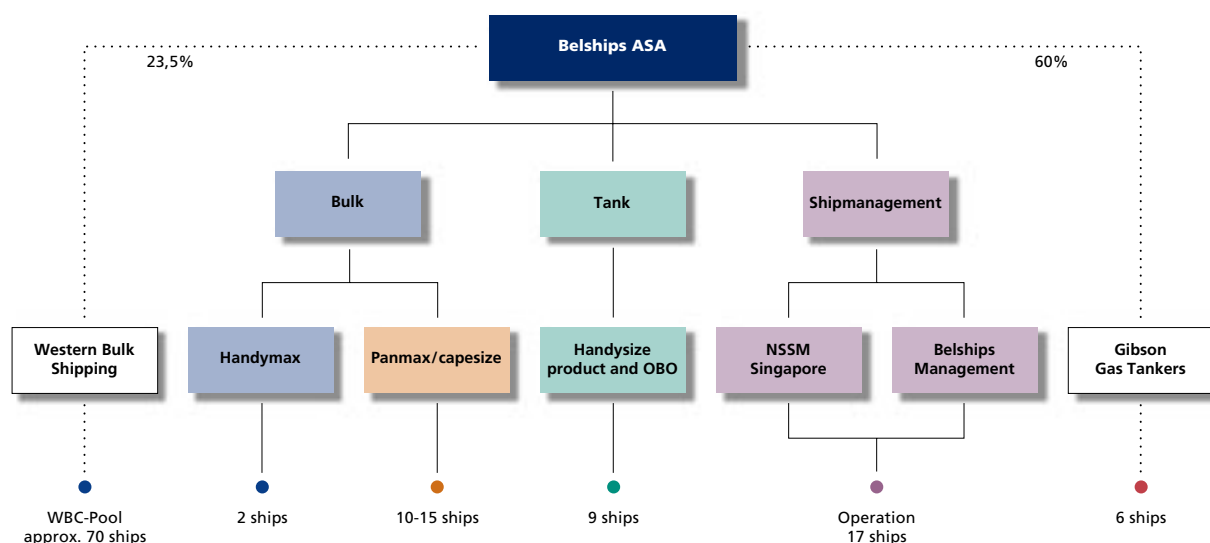 Belships ASA
23,5%
60%
Bulk
Tank
Shipmanagement
Western Bulk
Shipping
Handymax
Panmax/capesize
Handysize
product and OBO
NSSM
Singapore
Belships
Management
Gibson
Gas Tankers
WBC-Pool
approx. 70 ships
2 ships
10-15 ships
9 ships
Operation
17 ships
6 ships